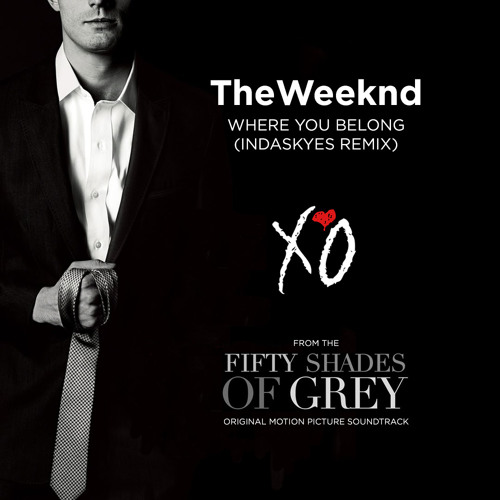 TheWeeknd
WHERE YOU BELONG
(INDASKYES REMIX)
XO
FROM THE
FIFTY SHADES
OF GREY
ORIGINAL MOTION PICTURE SOUNDTRACK